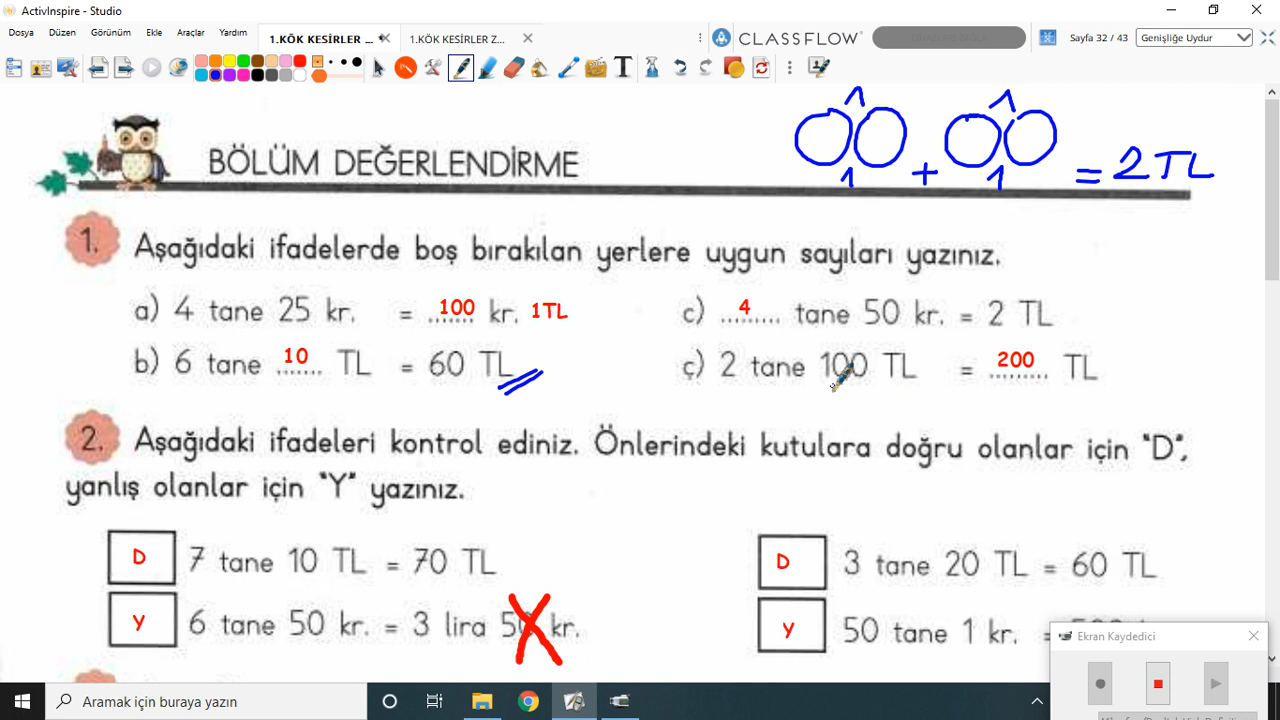 ActivInspire - Studio
Dosya Düzen Görünüm Ekle Araçlar Yardım
1.KÖK KESİRLER ...
1.KÖK KESİRLER Z...
CLASSFLOW
Sayfa 32 / 43
Genişliğe Uydur
1 1
1 + 1 = 2 TL
BÖLÜM DEĞERLENDİRME
1. Aşağıdaki ifadelerde boş bırakılan yerlere uygun sayıları yazınız.
a) 4 tane 25 kr. = 100 kr. 1TL
c) 4 tane 50 kr. = 2 TL
b) 6 tane 10 TL = 60 TL
ç) 2 tane 100 TL = 200 TL
2. Aşağıdaki ifadeleri kontrol ediniz. Önlerindeki kutulara doğru olanlar için "D",
yanlış olanlar için "Y" yazınız.
D 7 tane 10 TL = 70 TL
D 3 tane 20 TL = 60 TL
Y 6 tane 50 kr. = 3 lira 50 kr.
Y 50 tane 1 kr. =
Ekran Kaydedici
Aramak için buraya yazın